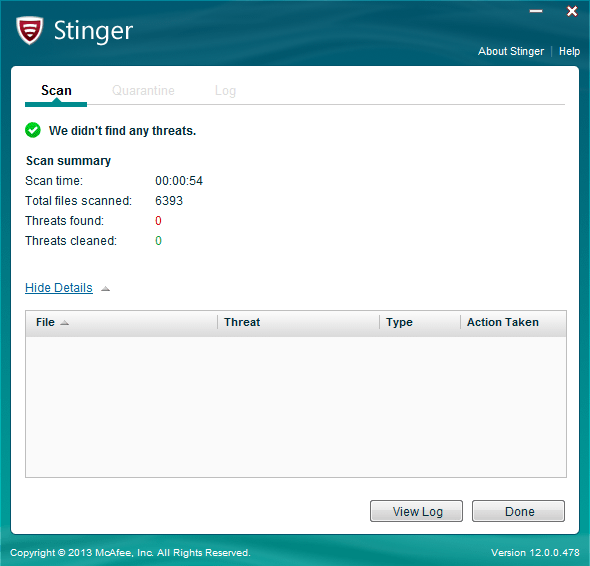 Stinger
About Stinger | Help
Scan Quarantine Log
We didn't find any threats.
Scan summary
Scan time: 00:00:54
Total files scanned: 6393
Threats found: 0
Threats cleaned: 0
Hide Details
File Threat Type Action Taken
View Log Done
Copyright © 2013 McAfee, Inc. All Rights Reserved. Version 12.0.0.478